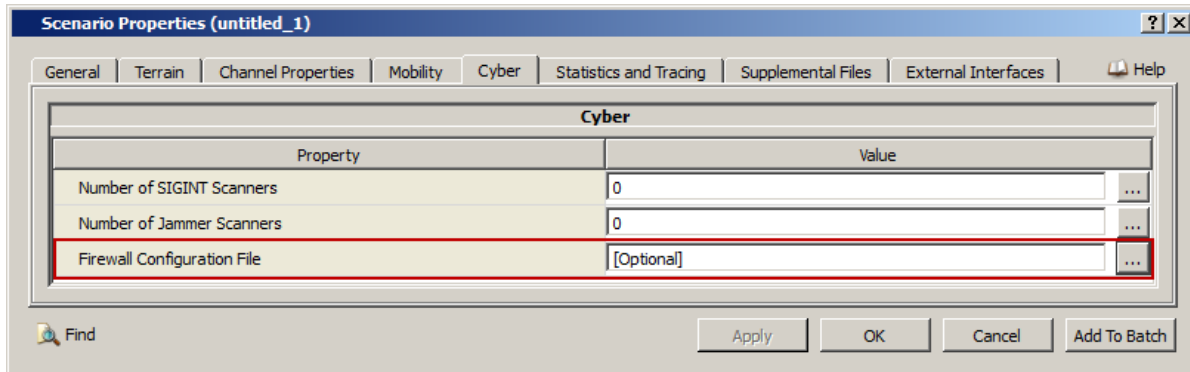 Scenario Properties (untitled_1) ? X
General Terrain Channel Properties Mobility Cyber Statistics and Tracing Supplemental Files External Interfaces Help
Cyber
Property Value
Number of SIGINT Scanners 0 ...
Number of Jammer Scanners 0 ...
Firewall Configuration File [Optional] ...
Find Apply OK Cancel Add To Batch